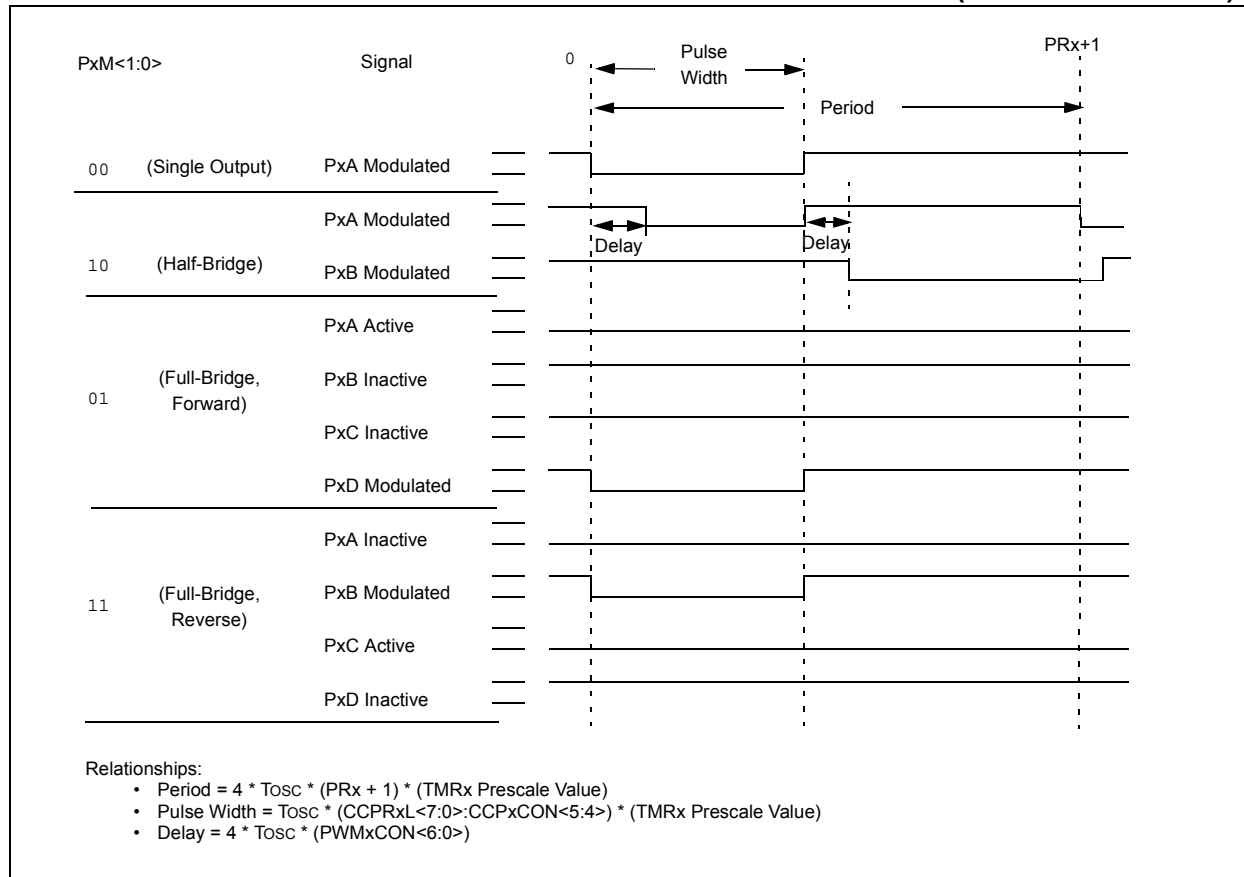 PxM<1:0>
Signal
0
Pulse
Width
PRx+1
Period
00
(Single Output)
PxA Modulated
PxA Modulated
Delay
Delay
10
(Half-Bridge)
PxB Modulated
PxA Active
(Full-Bridge,
Forward)
PxB Inactive
01
PxC Inactive
PxD Modulated
PxA Inactive
(Full-Bridge,
Reverse)
PxB Modulated
11
PxC Active
PxD Inactive
Relationships:
• Period = 4 * TOSC * (PRx + 1) * (TMRx Prescale Value)
• Pulse Width = TOSC * (CCPRxL<7:0>:CCPxCON<5:4>) * (TMRx Prescale Value)
• Delay = 4 * TOSC * (PWMxCON<6:0>)